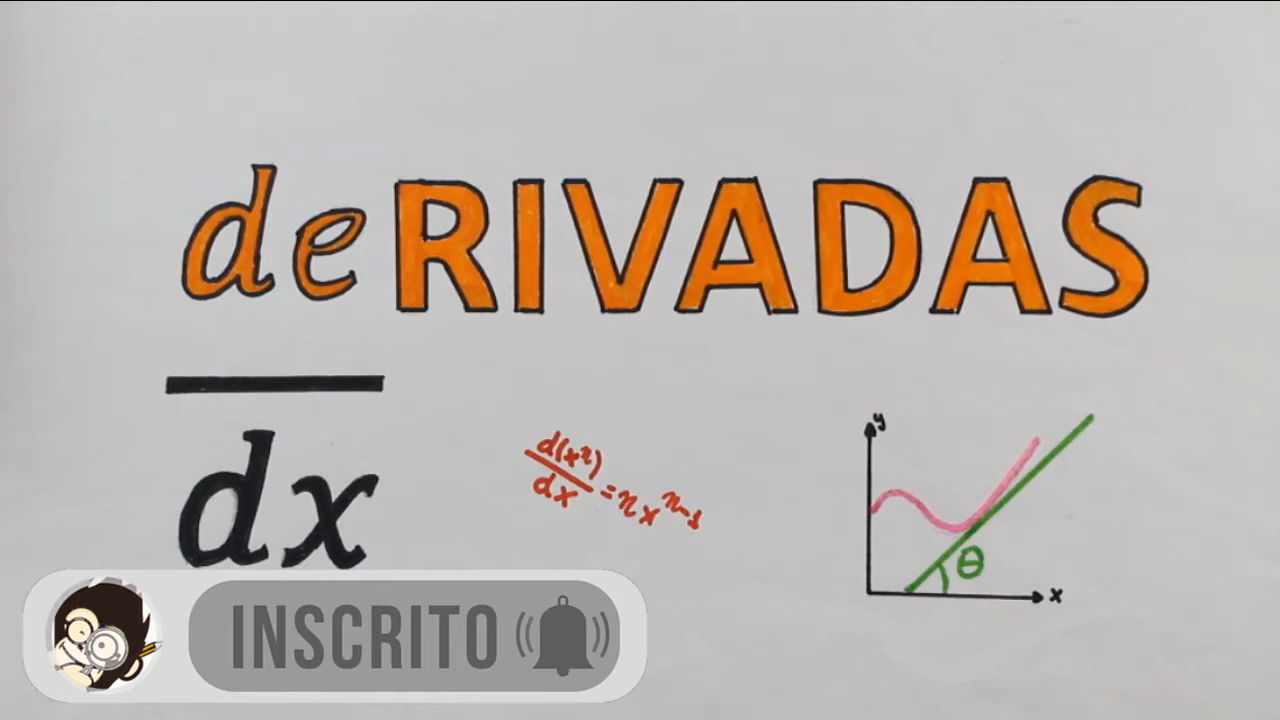 deRIVADAS
dx
d(xⁿ)
dx
=nxⁿ⁻¹
y
θ
x
INSCRITO